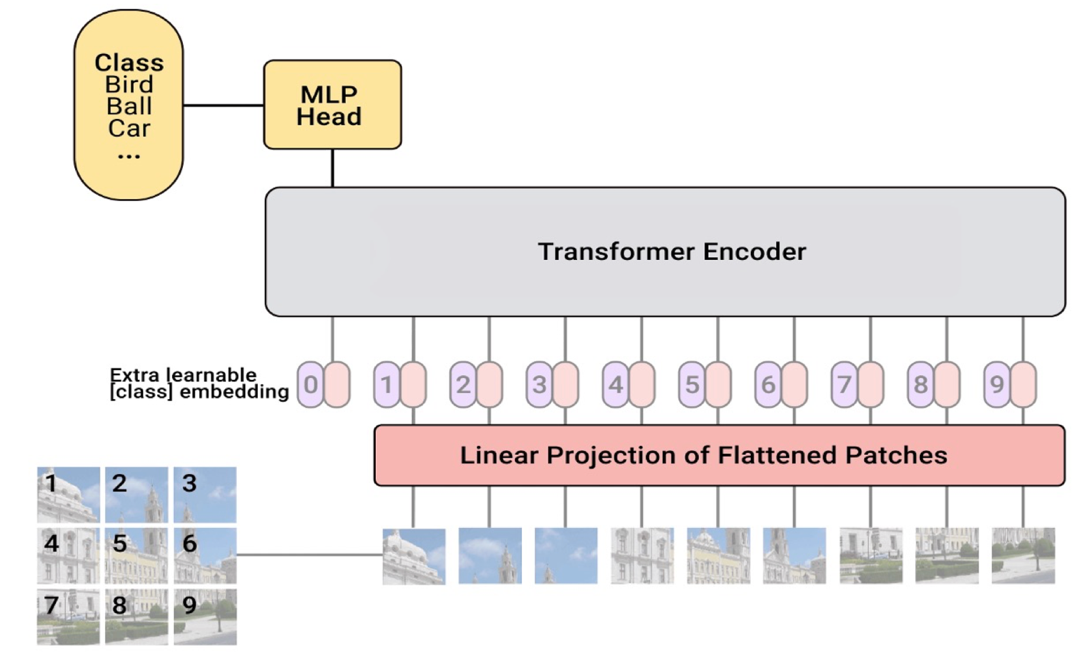 Class
Bird
Ball
Car
...
MLP
Head
Transformer Encoder
Extra learnable
[class] embedding
0 1 2 3 4 5 6 7 8 9
Linear Projection of Flattened Patches
1 2 3
4 5 6
7 8 9